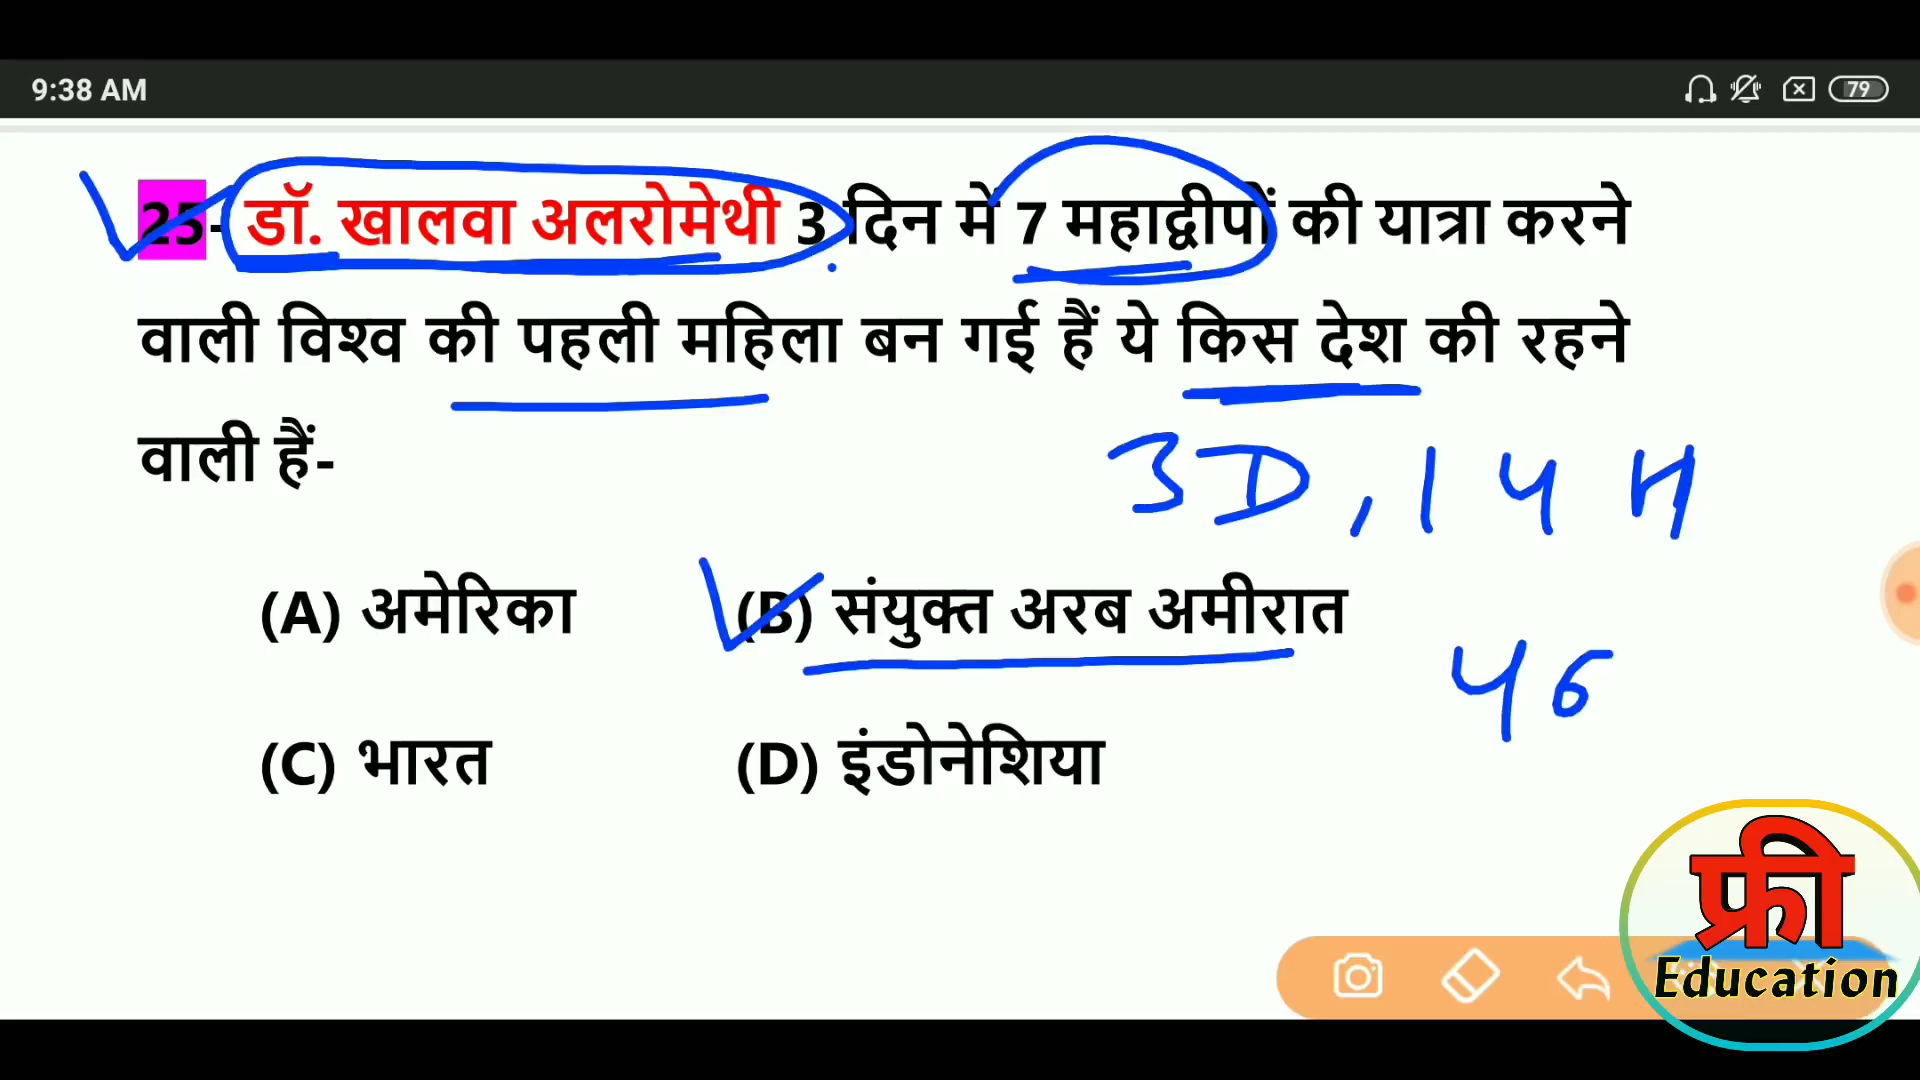 9:38 AM
79
25- डॉ. खालवा अलरोमेथी 3 दिन में 7 महाद्वीपों की यात्रा करने
वाली विश्व की पहली महिला बन गई हैं ये किस देश की रहने
वाली हैं-
3D, 14 H
(A) अमेरिका (B) संयुक्त अरब अमीरात
46
(C) भारत (D) इंडोनेशिया
फ्री
Education